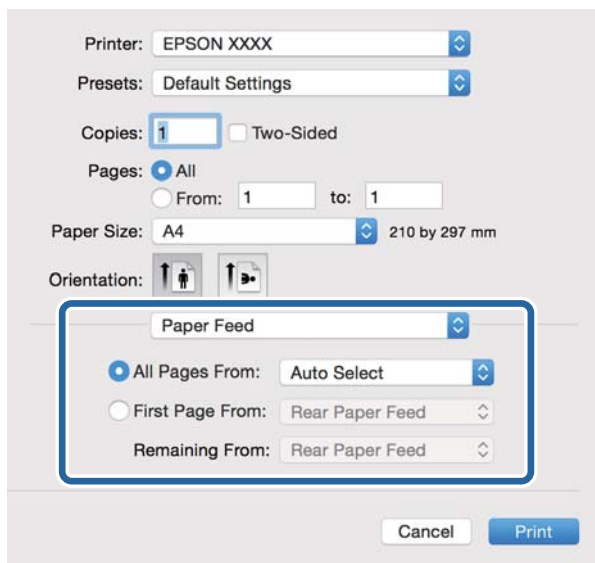 Printer: EPSON XXXX
Presets: Default Settings
Copies: 1 Two-Sided
Pages: All
From: 1 to: 1
Paper Size: A4 210 by 297 mm
Orientation:
Paper Feed
All Pages From: Auto Select
First Page From: Rear Paper Feed
Remaining From: Rear Paper Feed
Cancel Print